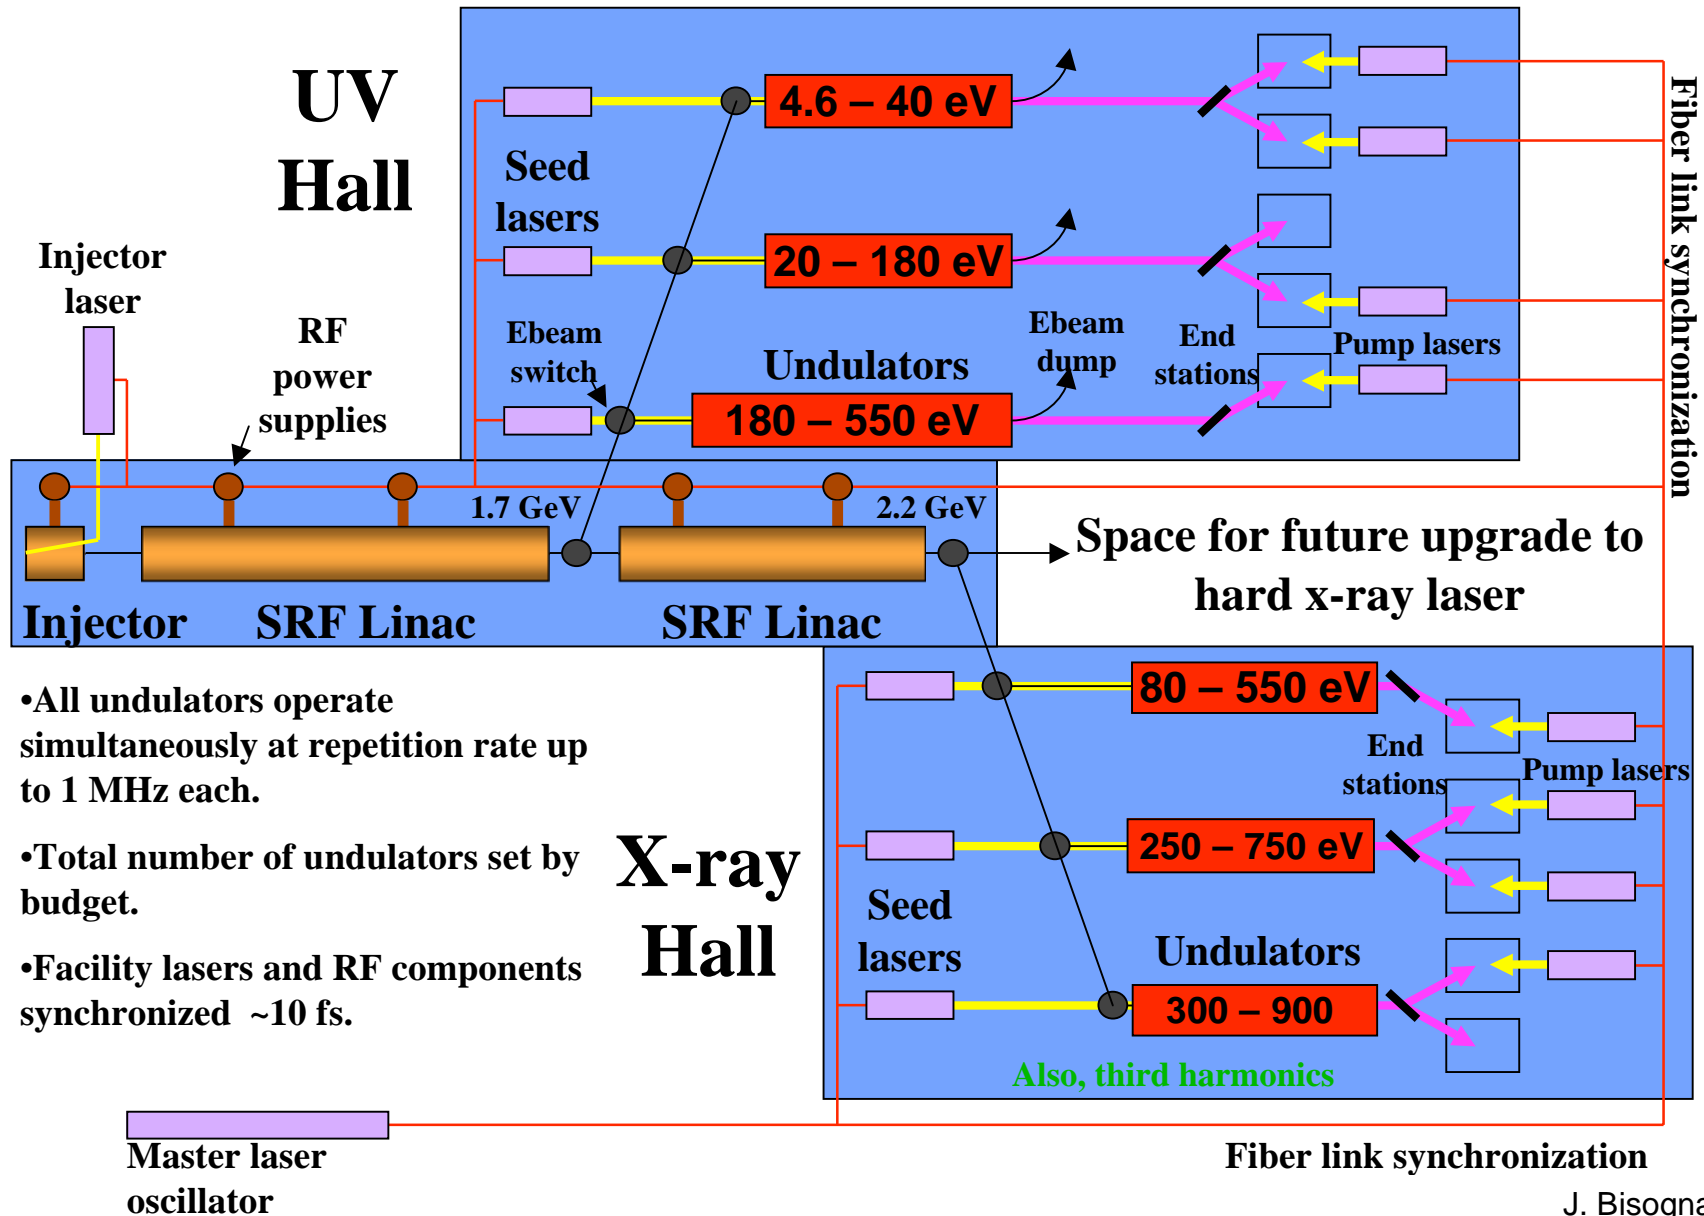 UV
Hall
4.6 – 40 eV
Seed
lasers
20 – 180 eV
Ebeam
switch
Undulators
Ebeam
dump
End
stations
Pump lasers
180 – 550 eV
Fiber link synchronization
Injector
laser
RF
power
supplies
1.7 GeV
2.2 GeV
Injector
SRF Linac
SRF Linac
Space for future upgrade to
hard x-ray laser
•All undulators operate
simultaneously at repetition rate up
to 1 MHz each.
•Total number of undulators set by
budget.
•Facility lasers and RF components
synchronized ~10 fs.
X-ray
Hall
80 – 550 eV
End
stations
Pump lasers
250 – 750 eV
Seed
lasers
Undulators
300 – 900
Also, third harmonics
Master laser
oscillator
Fiber link synchronization
J. Bisogna